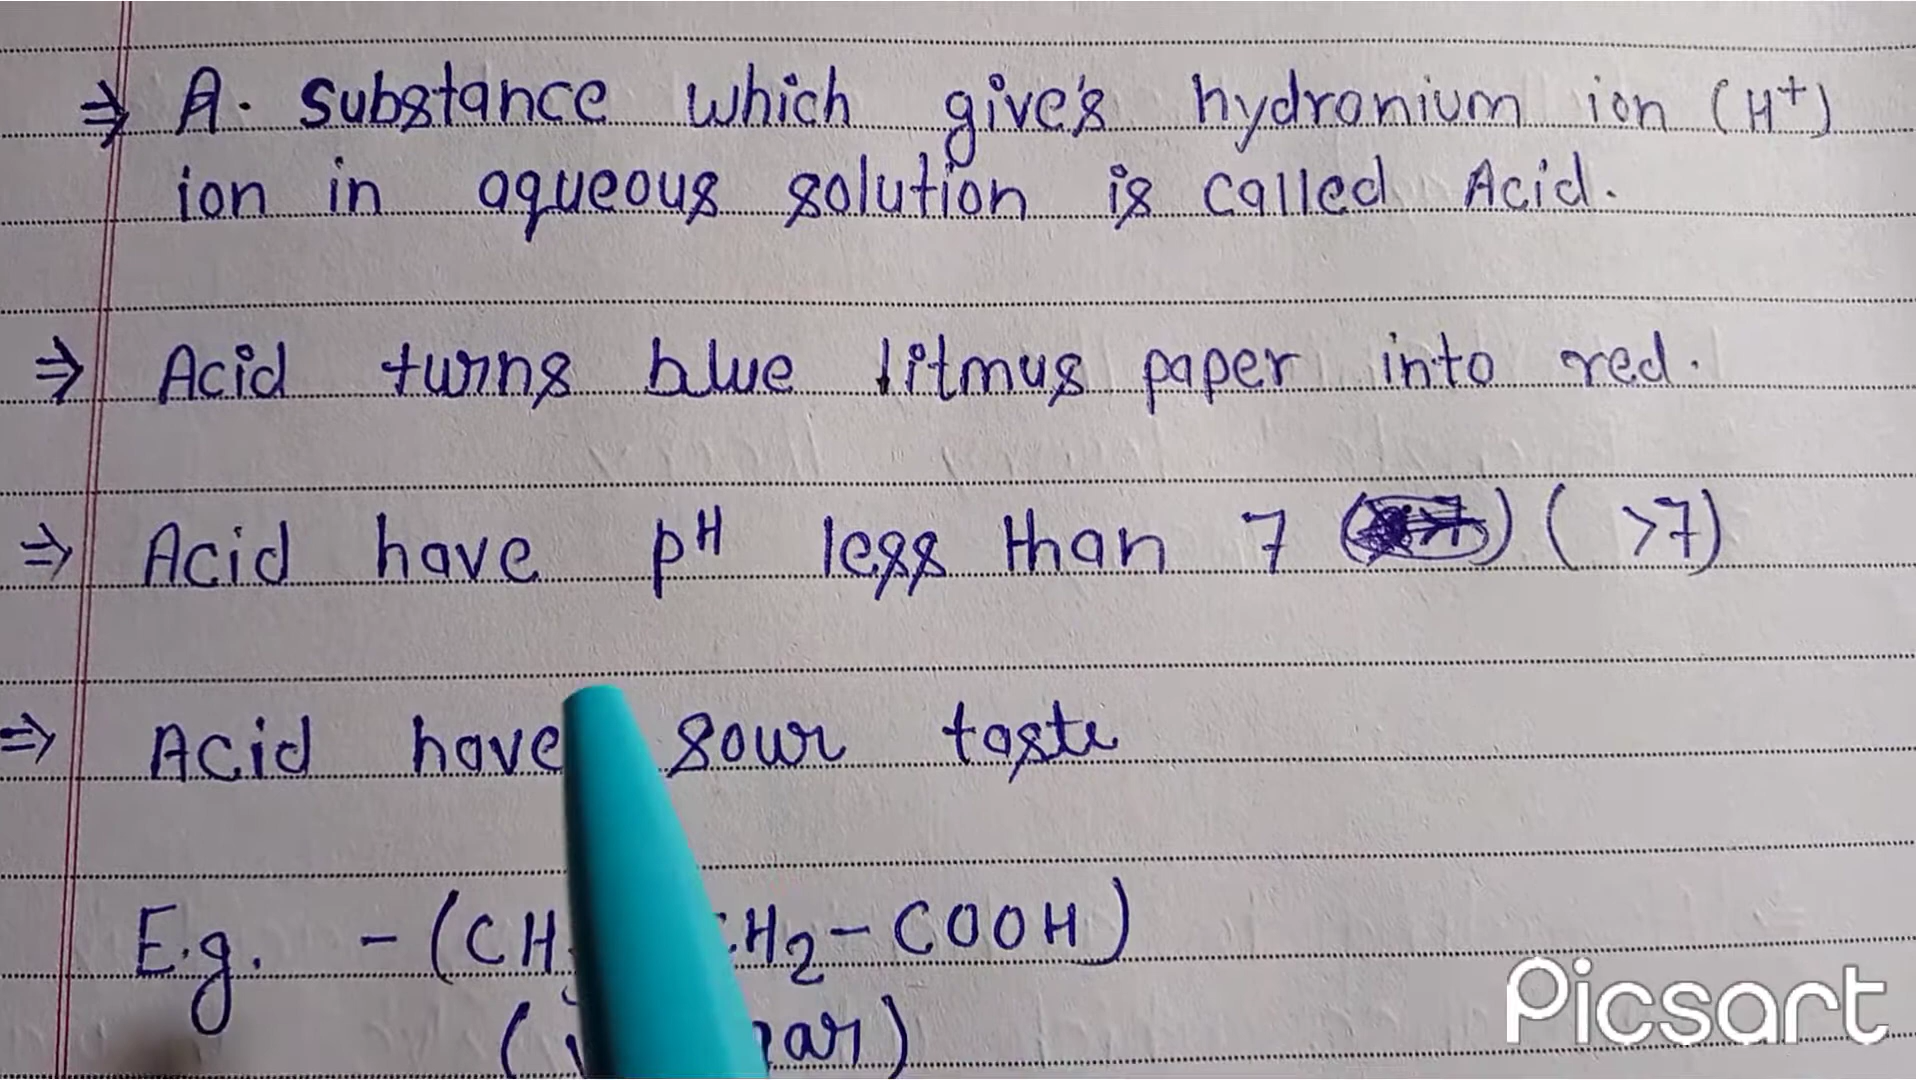 ⇒ A. substance which give's hydronium ion (H⁺)
ion in aqueous solution is called Acid.
⇒ Acid turns blue litmus paper into red.
⇒ Acid have pH less than 7 ( >7)
⇒ Acid have sour taste
E.g. - (CH H₂-COOH)
Picsart